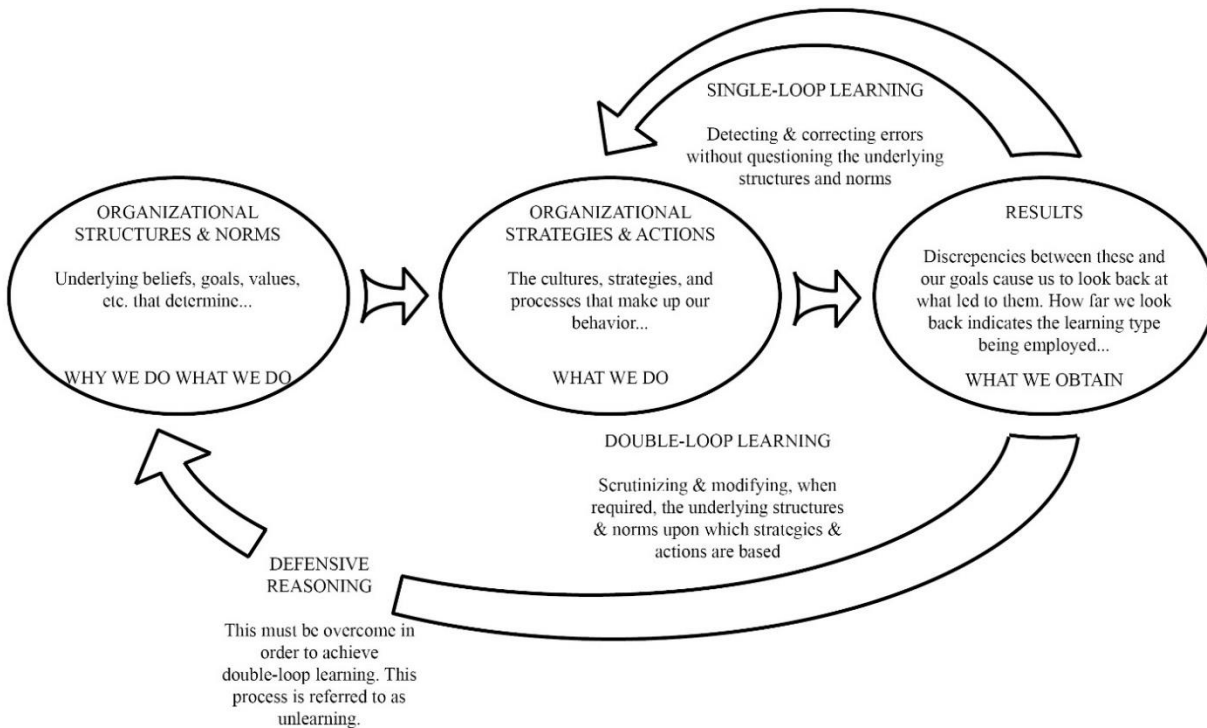 SINGLE-LOOP LEARNING
Detecting & correcting errors
without questioning the underlying
structures and norms
ORGANIZATIONAL
STRUCTURES & NORMS
Underlying beliefs, goals, values,
etc. that determine...
WHY WE DO WHAT WE DO
ORGANIZATIONAL
STRATEGIES & ACTIONS
The cultures, strategies, and
processes that make up our
behavior...
WHAT WE DO
RESULTS
Discrepencies between these and
our goals cause us to look back at
what led to them. How far we look
back indicates the learning type
being employed...
WHAT WE OBTAIN
DOUBLE-LOOP LEARNING
Scrutinizing & modifying, when
required, the underlying structures
& norms upon which strategies &
actions are based
DEFENSIVE
REASONING
This must be overcome in
order to achieve
double-loop learning. This
process is referred to as
unlearning.